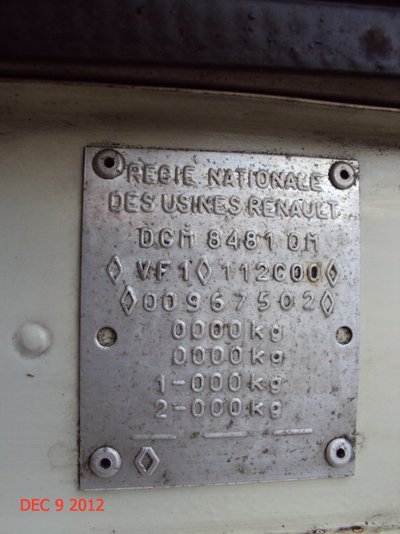 REGIE NATIONALE
DES USINES RENAULT
DGM 8481 OM
VF1 112C00
00967502
0000kg
0000kg
1-000kg
2-000kg
DEC 9 2012